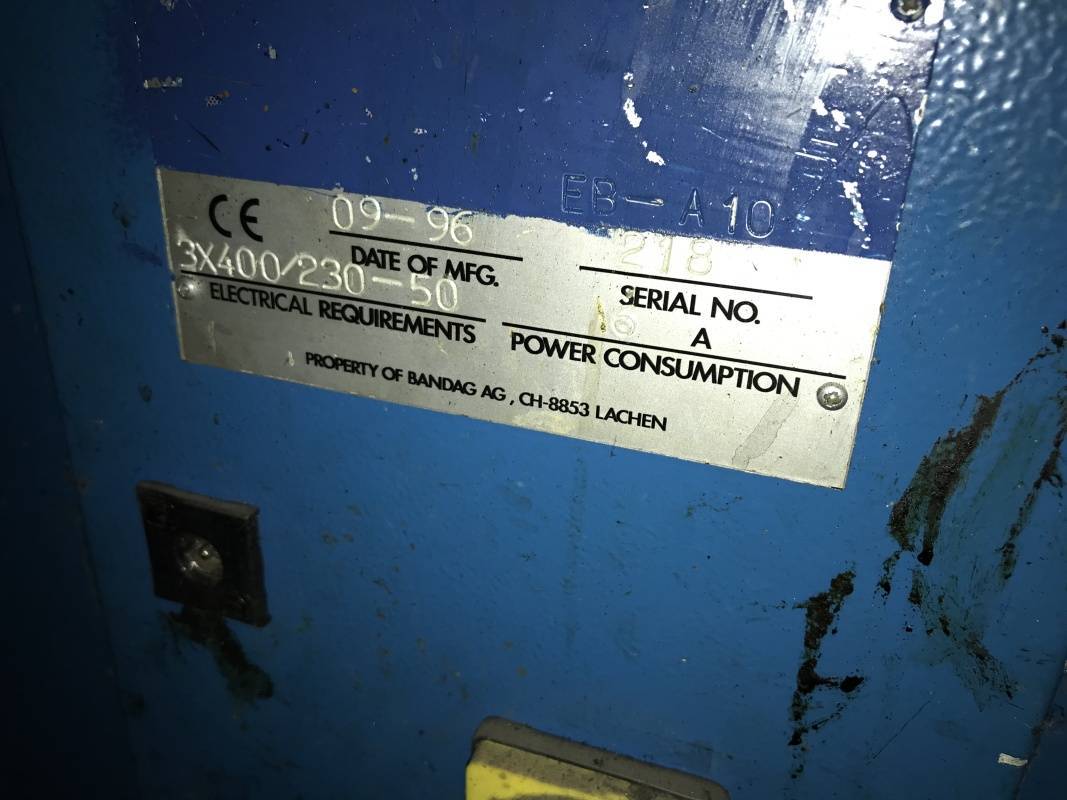 EB-A10
CE 09-96 218
DATE OF MFG. SERIAL NO.
3X400/230-50 A
ELECTRICAL REQUIREMENTS POWER CONSUMPTION
PROPERTY OF BANDAG AG, CH-8853 LACHEN